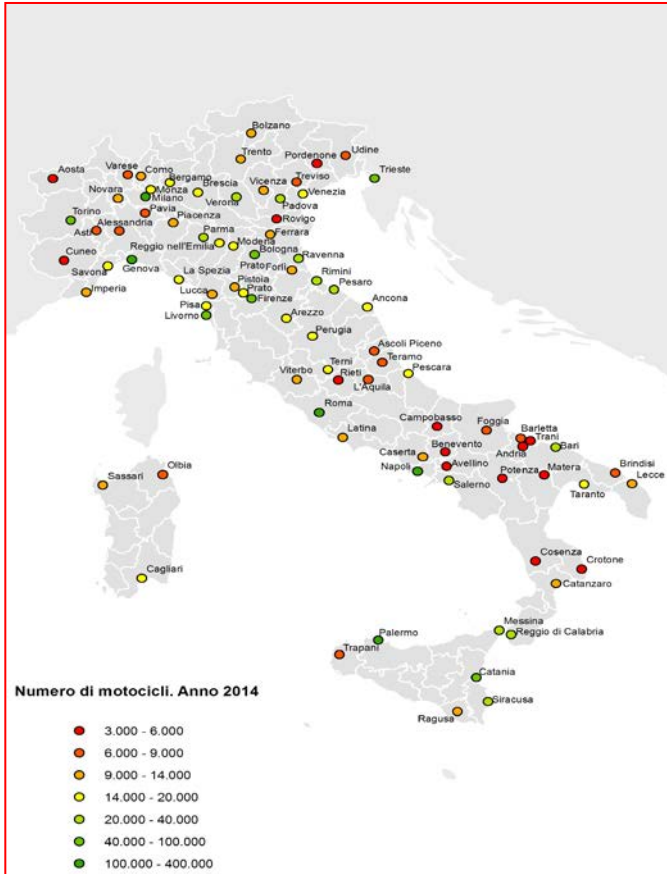 Bolzano
Trento
Udine
Pordenone
Aosta
Varese
Como
Bergamo
Treviso
Trieste
Vicenza
Brescia
Monza
Novara
Milano
Venezia
Verona
Padova
Pavia
Torino
Piacenza
Rovigo
Asti
Alessandria
Parma
Ferrara
Reggio nell'Emilia
Modena
Bologna
Ravenna
Cuneo
Genova
Savona
Prato
Forlì
La Spezia
Rimini
Pistoia
Imperia
Lucca
Prato
Pesaro
Firenze
Pisa
Ancona
Livorno
Arezzo
Perugia
Ascoli Piceno
Teramo
Terni
Viterbo
Rieti
Pescara
L'Aquila
Roma
Campobasso
Foggia
Barletta
Latina
Trani
Benevento
Bari
Caserta
Andria
Avellino
Napoli
Potenza
Matera
Brindisi
Olbia
Salerno
Lecce
Sassari
Taranto
Cosenza
Crotone
Cagliari
Catanzaro
Messina
Palermo
Reggio di Calabria
Trapani
Catania
Siracusa
Ragusa
Numero di motocicli. Anno 2014
3.000 - 6.000
6.000 - 9.000
9.000 - 14.000
14.000 - 20.000
20.000 - 40.000
40.000 - 100.000
100.000 - 400.000